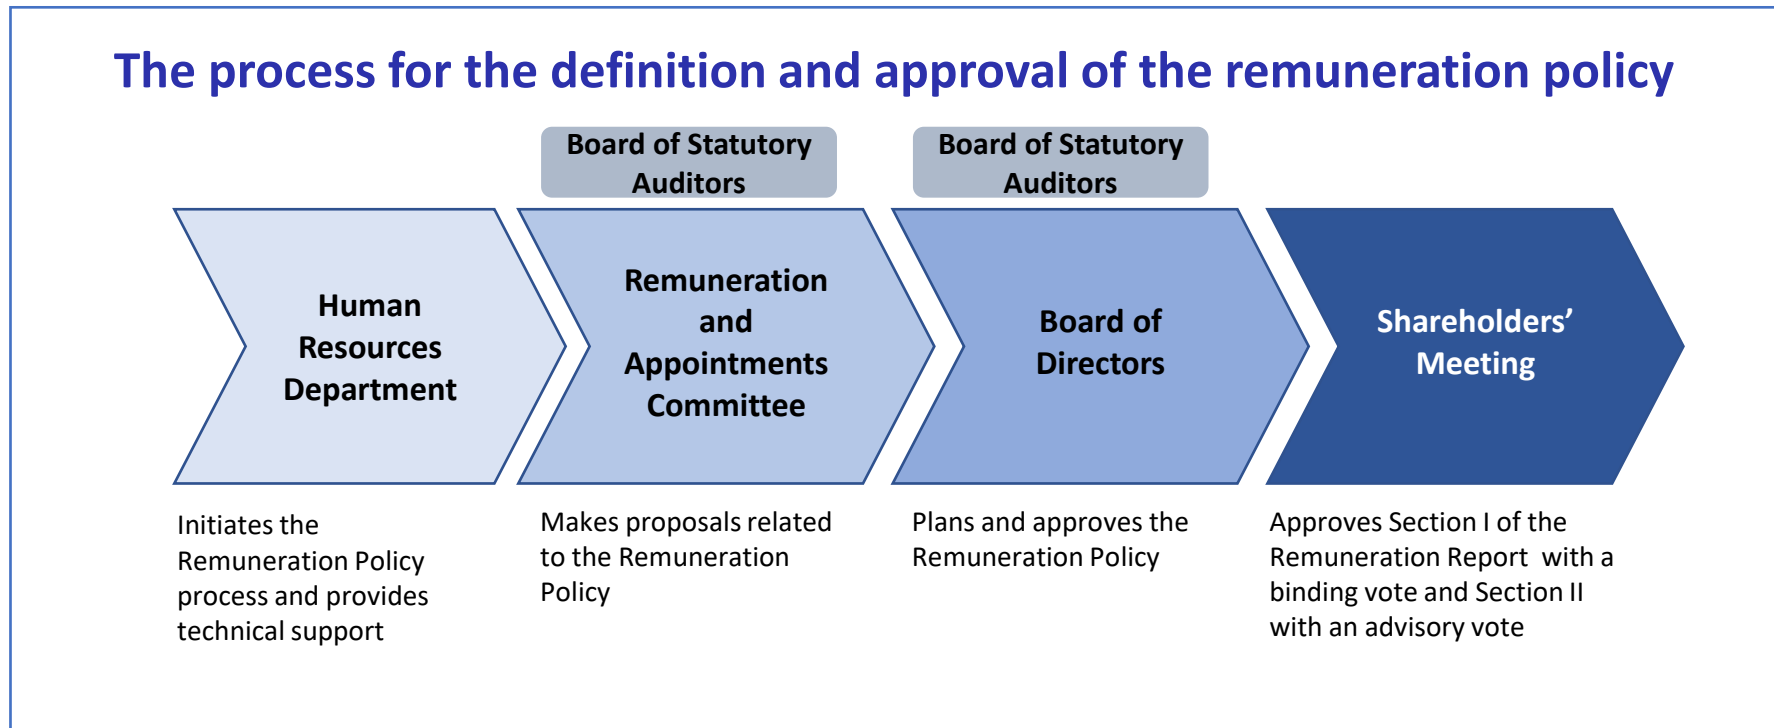 The process for the definition and approval of the remuneration policy
Board of Statutory
Auditors
Board of Statutory
Auditors
Human
Resources
Department
Remuneration
and
Appointments
Committee
Board of
Directors
Shareholders’
Meeting
Initiates the
Remuneration Policy
process and provides
technical support
Makes proposals related
to the Remuneration
Policy
Plans and approves the
Remuneration Policy
Approves Section I of the
Remuneration Report  with a
binding vote and Section II
with an advisory vote